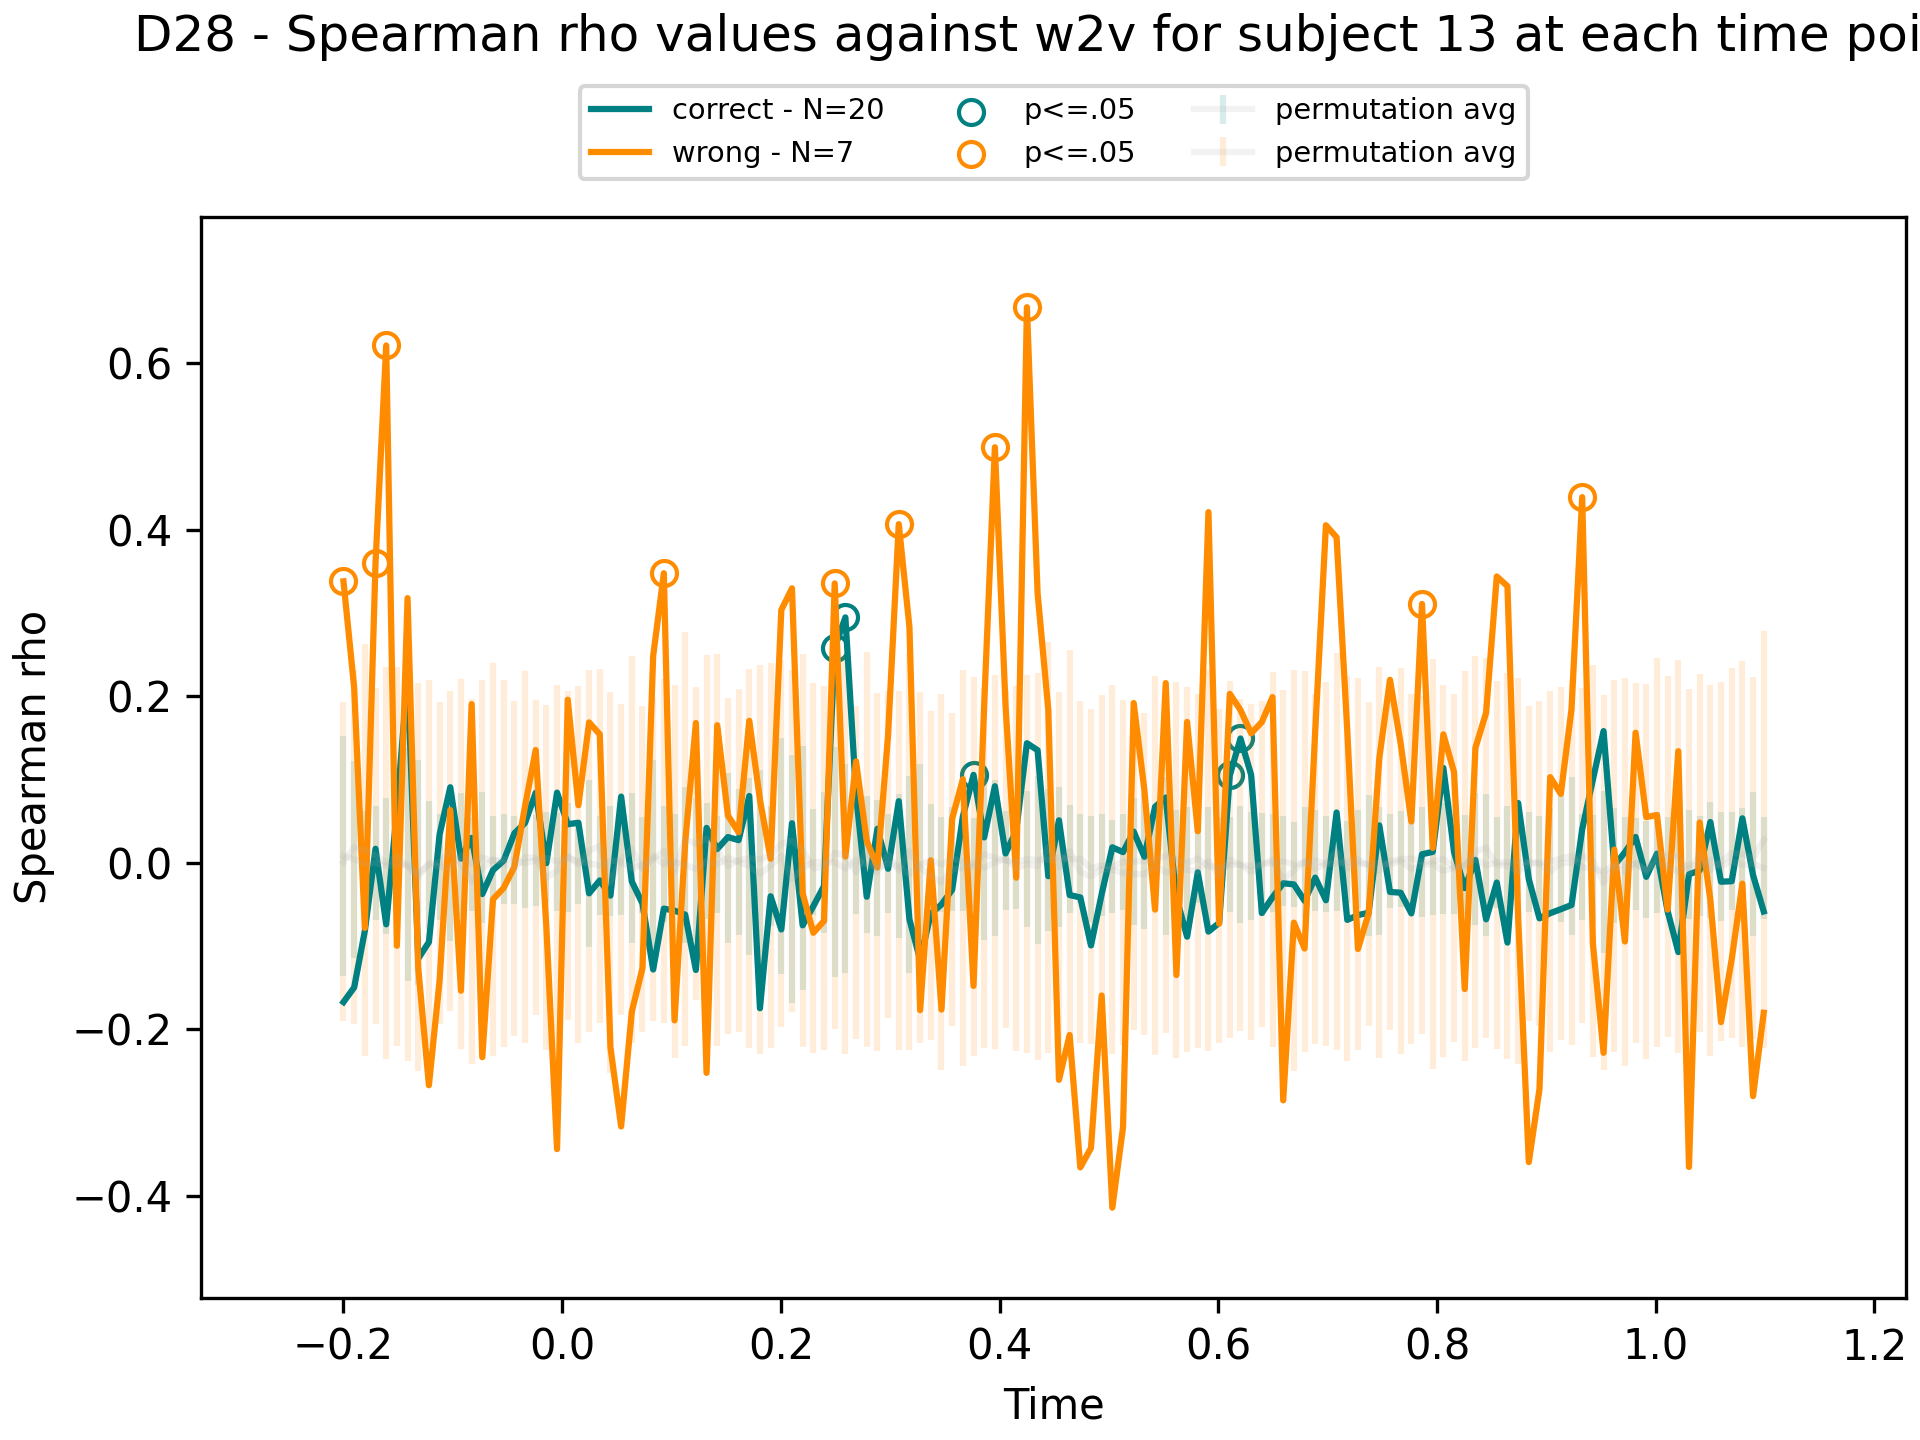 D28 - Spearman rho values against w2v for subject 13 at each time poi
correct - N=20 p<=.05 permutation avg
wrong - N=7 p<=.05 permutation avg
0.6
0.4
0.2
0.0
−0.2
−0.4
Spearman rho
−0.2 0.0 0.2 0.4 0.6 0.8 1.0 1.2
Time